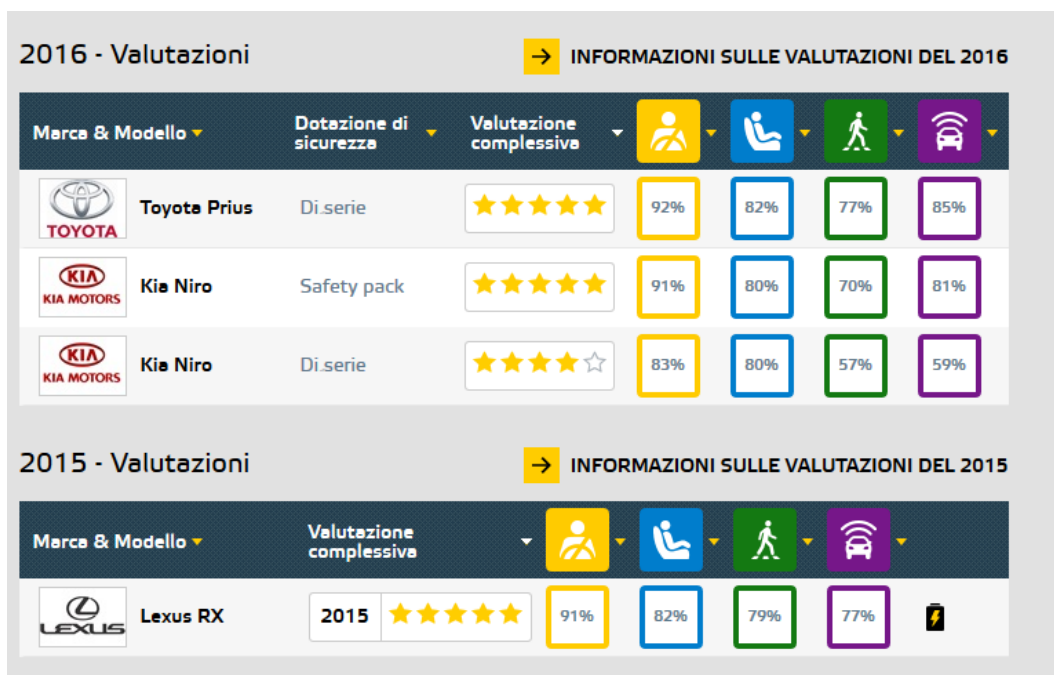 2016 - Valutazioni
INFORMAZIONI SULLE VALUTAZIONI DEL 2016
Marca & Modello
Dotazione di
sicurezza
Valutazione
complessiva
TOYOTA
Toyota Prius
Di serie
92%
82%
77%
85%
KIA
KIA MOTORS
Kia Niro
Safety pack
91%
80%
70%
81%
KIA
KIA MOTORS
Kia Niro
Di serie
83%
80%
57%
59%
2015 - Valutazioni
INFORMAZIONI SULLE VALUTAZIONI DEL 2015
Marca & Modello
Valutazione
complessiva
LEXUS
Lexus RX
2015
91%
82%
79%
77%